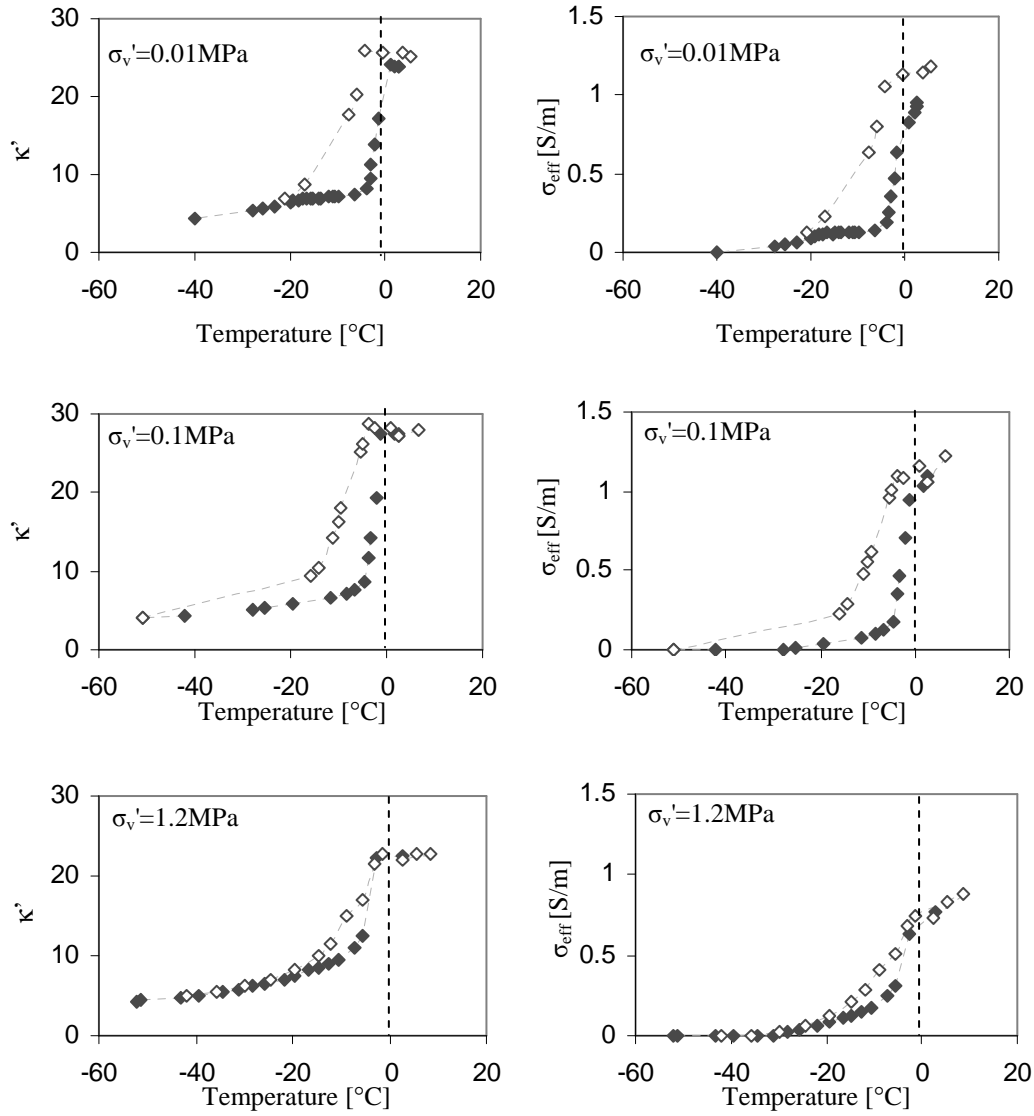 30
20
10
0
κ'
σv'=0.01MPa
-60 -40 -20 0 20
Temperature [°C]
1.5
1
0.5
0
σeff [S/m]
σv'=0.01MPa
-60 -40 -20 0 20
Temperature [°C]
30
20
10
0
κ'
σv'=0.1MPa
-60 -40 -20 0 20
Temperature [°C]
1.5
1
0.5
0
σeff [S/m]
σv'=0.1MPa
-60 -40 -20 0 20
Temperature [°C]
30
20
10
0
κ'
σv'=1.2MPa
-60 -40 -20 0 20
Temperature [°C]
1.5
1
0.5
0
σeff [S/m]
σv'=1.2MPa
-60 -40 -20 0 20
Temperature [°C]